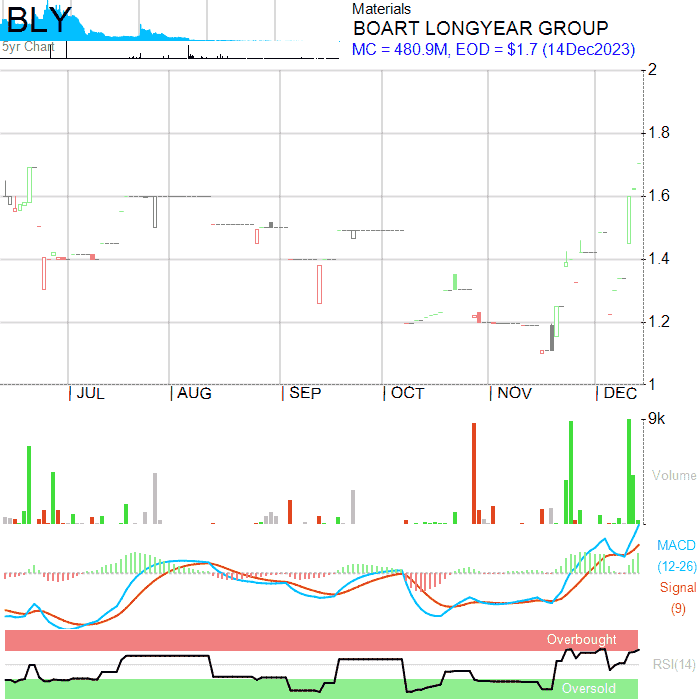 BLY
5yr Chart
Materials
BOART LONGYEAR GROUP
MC = 480.9M, EOD = $1.7 (14Dec2023)
2
1.8
1.6
1.4
1.2
1
JUL
AUG
SEP
OCT
NOV
DEC
9k
Volume
MACD
(12-26)
Signal
(9)
Overbought
RSI(14)
Oversold